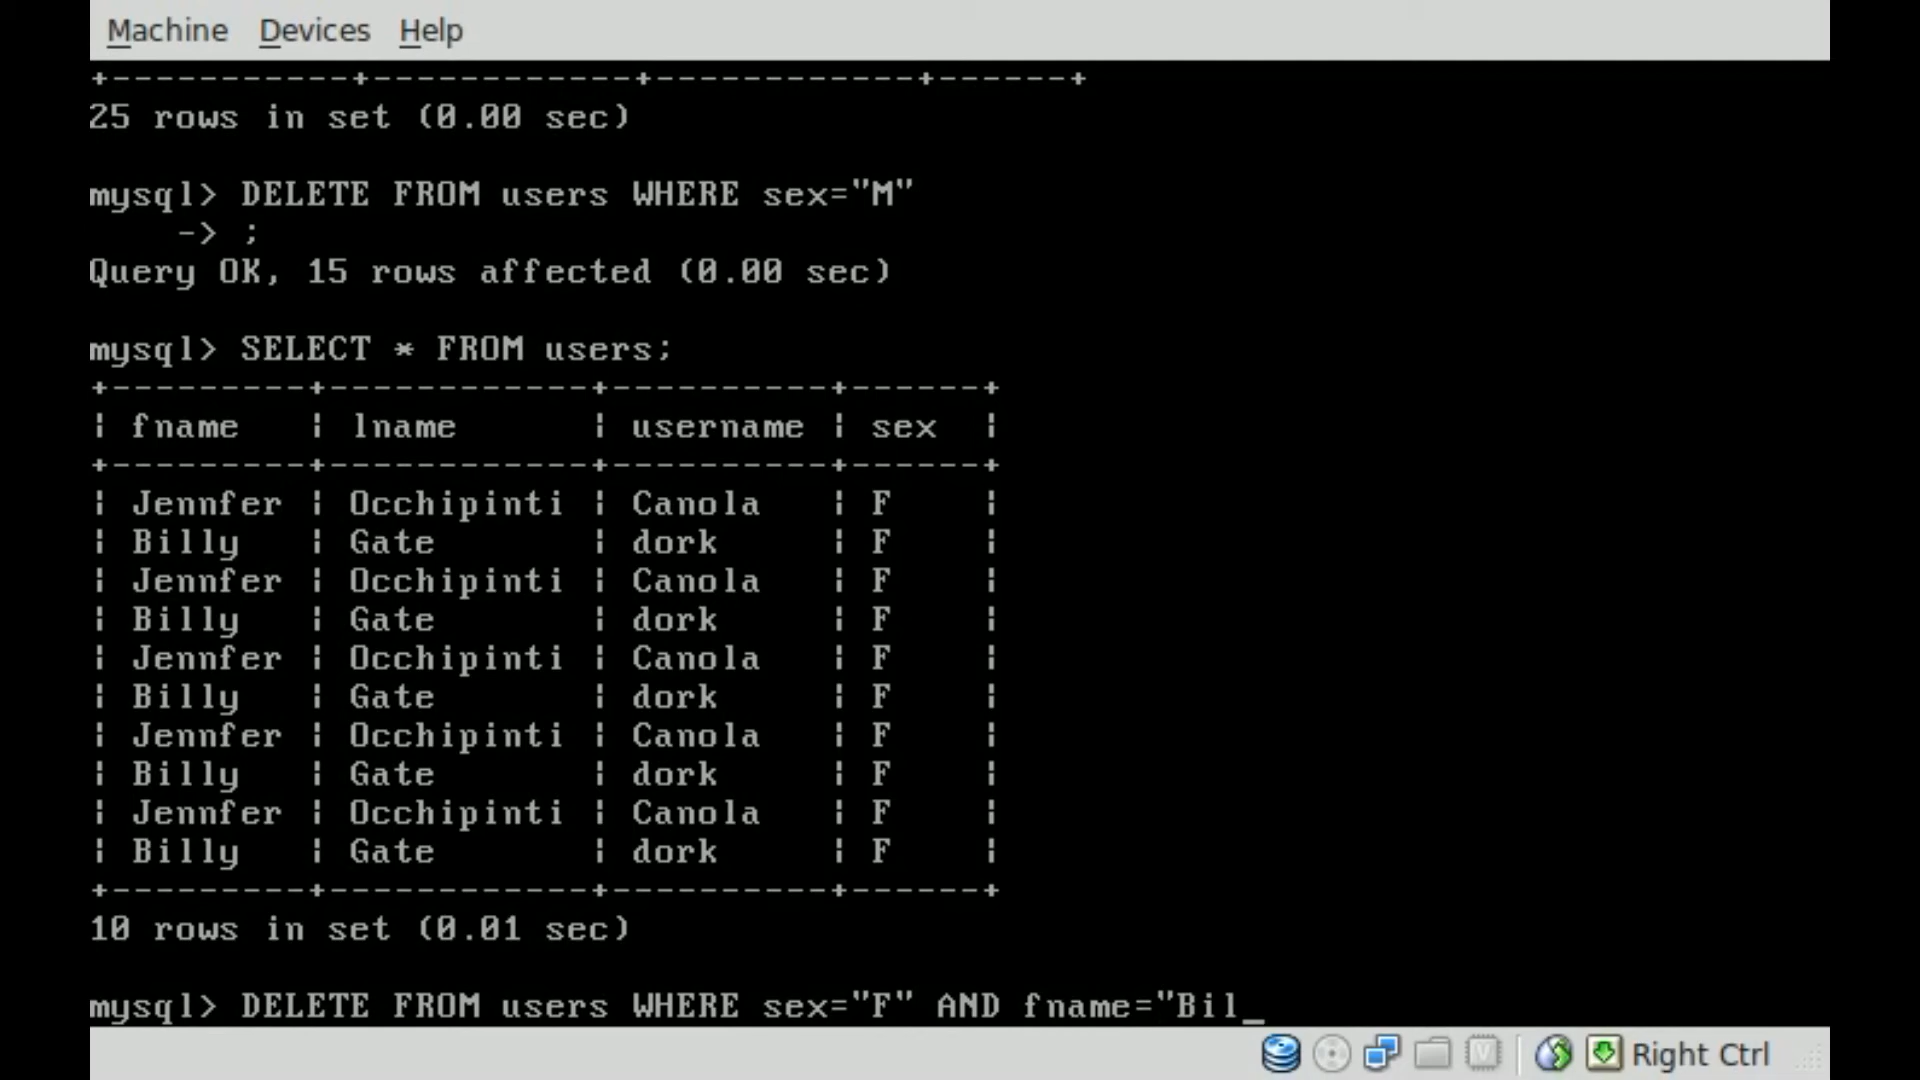 Machine Devices Help
+-----------+------------+------------+------+
25 rows in set (0.00 sec)
mysql> DELETE FROM users WHERE sex="M"
    -> ;
Query OK, 15 rows affected (0.00 sec)
mysql> SELECT * FROM users;
+---------+------------+----------+------+
| fname   | lname      | username | sex  |
+---------+------------+----------+------+
| Jennfer | Occhipinti | Canola   | F    |
| Billy   | Gate       | dork     | F    |
| Jennfer | Occhipinti | Canola   | F    |
| Billy   | Gate       | dork     | F    |
| Jennfer | Occhipinti | Canola   | F    |
| Billy   | Gate       | dork     | F    |
| Jennfer | Occhipinti | Canola   | F    |
| Billy   | Gate       | dork     | F    |
| Jennfer | Occhipinti | Canola   | F    |
| Billy   | Gate       | dork     | F    |
+---------+------------+----------+------+
10 rows in set (0.01 sec)
mysql> DELETE FROM users WHERE sex="F" AND fname="Bil_
Right Ctrl